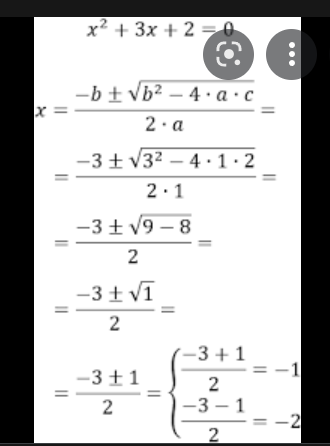 x² + 3x + 2 = 0
x = (−b ± √(b² − 4 · a · c)) / (2 · a) =
= (−3 ± √(3² − 4 · 1 · 2)) / (2 · 1) =
= (−3 ± √(9 − 8)) / 2 =
= (−3 ± √1) / 2 =
= (−3 ± 1) / 2 = { (−3 + 1) / 2 = −1
(−3 − 1) / 2 = −2